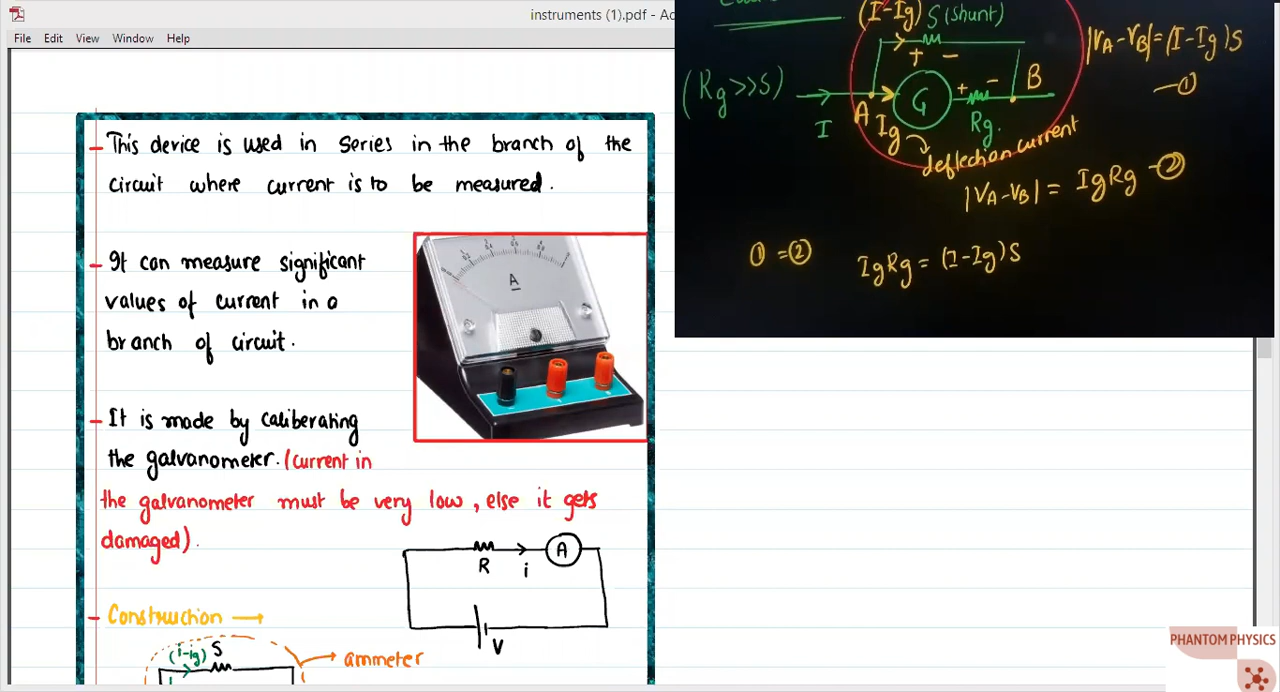 instruments (1).pdf - Ad
File Edit View Window Help
This device is used in series in the branch of the
circuit where current is to be measured.
It can measure significant
values of current in a
branch of circuit.
A
It is made by caliberating
the galvanometer. (current in
the galvanometer must be very low, else it gets
damaged).
R i A
V
Construction →
(i-ig) S
ammeter
(I-Ig) S (shunt)
|VA-VB| = (I-Ig)S
—①
(Rg >> S)
+ -
G
+ -
B
I
A
Ig
Rg.
deflection current
|VA-VB| = IgRg —②
① = ② IgRg = (I-Ig)S
PHANTOM PHYSICS